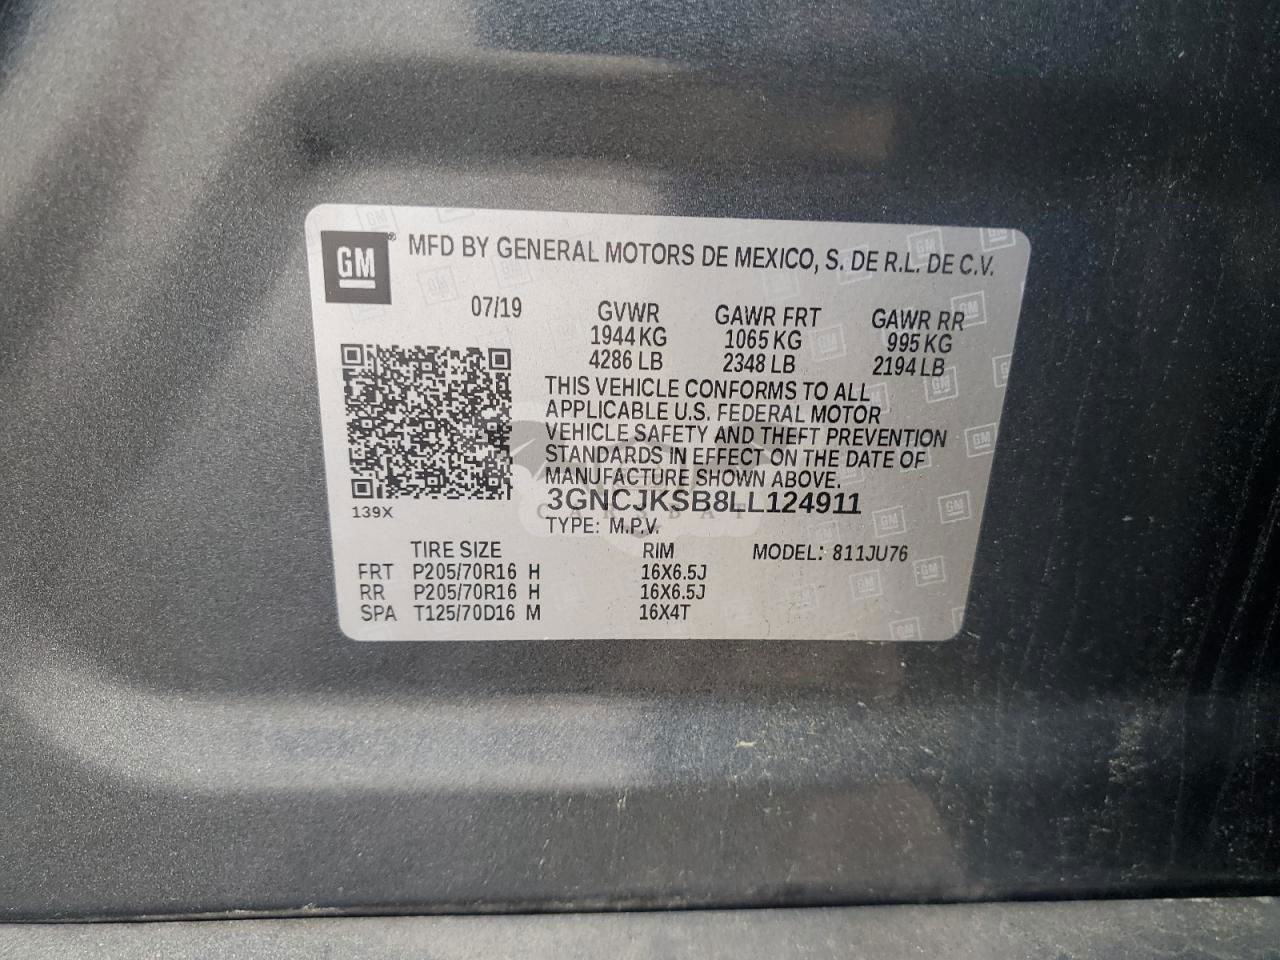 GM® MFD BY GENERAL MOTORS DE MEXICO, S. DE R.L. DE C.V.
07/19 GVWR GAWR FRT GAWR RR
1944 KG 1065 KG 995 KG
4286 LB 2348 LB 2194 LB
THIS VEHICLE CONFORMS TO ALL
APPLICABLE U.S. FEDERAL MOTOR
VEHICLE SAFETY AND THEFT PREVENTION
STANDARDS IN EFFECT ON THE DATE OF
MANUFACTURE SHOWN ABOVE.
3GNCJKSB8LL124911
139X
TYPE: M.P.V.
TIRE SIZE RIM MODEL: 811JU76
FRT P205/70R16 H 16X6.5J
RR P205/70R16 H 16X6.5J
SPA T125/70D16 M 16X4T